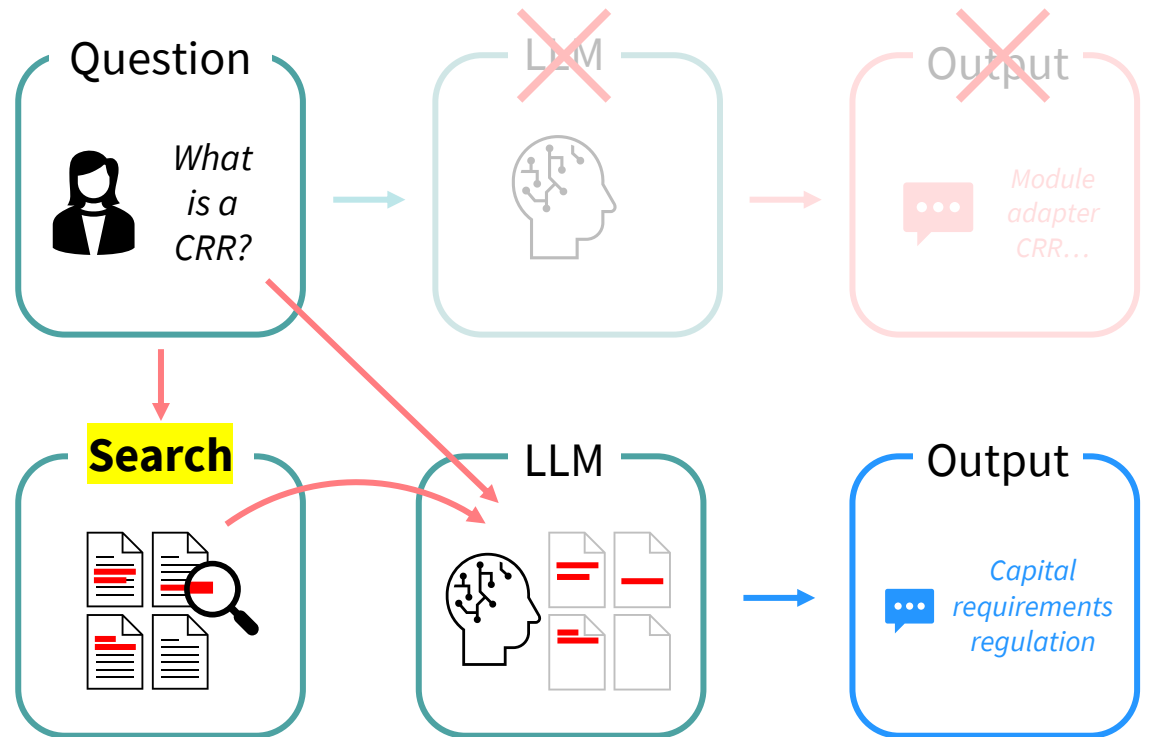 Question
LLM
Output
What
is a
CRR?
Module
adapter
CRR…
Search
LLM
Output
Capital
requirements
regulation